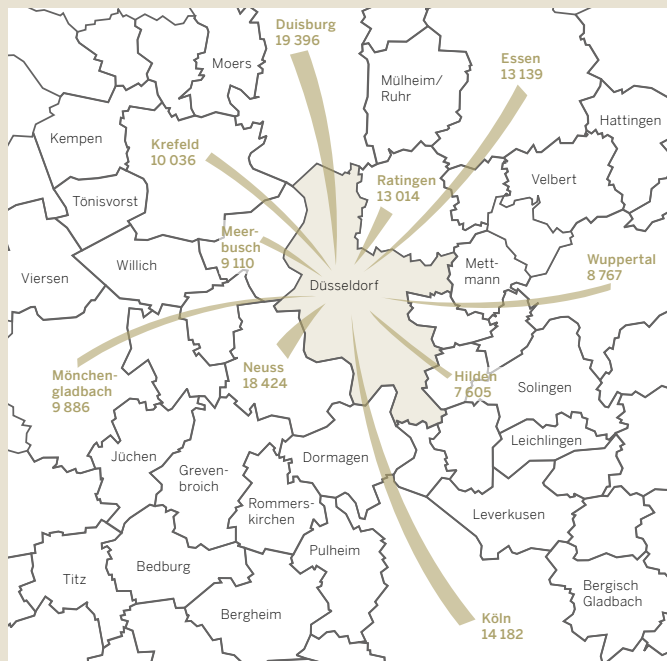 Duisburg
19 396
Moers
Essen
13 139
Mülheim/
Ruhr
Hattingen
Kempen
Krefeld
10 036
Ratingen
13 014
Velbert
Tönisvorst
Meer-
busch
9 110
Willich
Viersen
Mett-
mann
Wuppertal
8 767
Düsseldorf
Mönchen-
gladbach
9 886
Neuss
18 424
Hilden
7 605
Solingen
Leichlingen
Jüchen
Greven-
broich
Dormagen
Rommers-
kirchen
Leverkusen
Pulheim
Bedburg
Titz
Bergheim
Bergisch
Gladbach
Köln
14 182